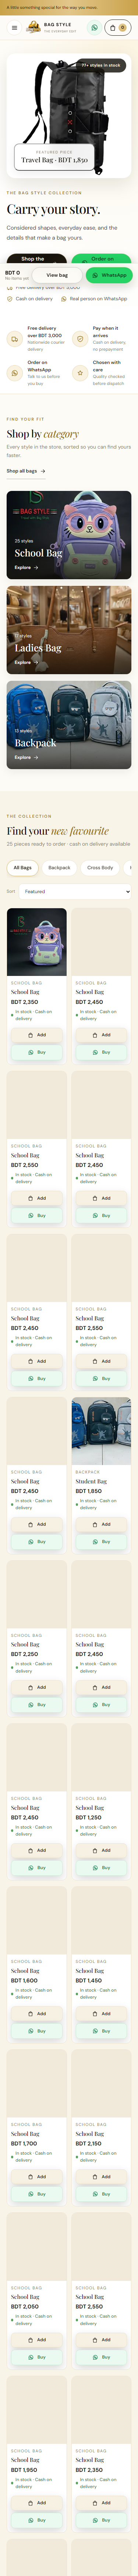 A little something special for the way you move.
BAG STYLE
THE EVERYDAY EDIT
0
77+ styles in stock
FEATURED PIECE
Travel Bag · BDT 1,850
THE BAG STYLE COLLECTION
Carry your story.
Considered shapes, everyday ease, and the
details that make a bag yours.
Shop the
Order on
BDT 0
No items yet
View bag
WhatsApp
Free delivery over BDT 3,000
Cash on delivery
Real person on WhatsApp
Free delivery
over BDT 3,000
Nationwide courier
delivery
Pay when it
arrives
Cash on delivery,
no prepayment
Order on
WhatsApp
Talk to us before
you buy
Chosen with
care
Quality checked
before dispatch
FIND YOUR FIT
Shop by category
Every style in the store, sorted so you can find yours
faster.
Shop all bags →
BAG STYLE
25 styles
School Bag
Explore →
17 styles
Ladies Bag
Explore →
13 styles
Backpack
Explore →
THE COLLECTION
Find your new favourite
25 pieces ready to order · cash on delivery available
All Bags
Backpack
Cross Body
Sort
Featured
SCHOOL BAG
School Bag
BDT 2,350
In stock · Cash on
delivery
Add
Buy
SCHOOL BAG
School Bag
BDT 2,450
In stock · Cash on
delivery
Add
Buy
SCHOOL BAG
School Bag
BDT 2,550
In stock · Cash on
delivery
Add
Buy
SCHOOL BAG
School Bag
BDT 2,450
In stock · Cash on
delivery
Add
Buy
SCHOOL BAG
School Bag
BDT 2,450
In stock · Cash on
delivery
Add
Buy
SCHOOL BAG
School Bag
BDT 2,550
In stock · Cash on
delivery
Add
Buy
SCHOOL BAG
School Bag
BDT 2,450
In stock · Cash on
delivery
Add
Buy
BACKPACK
Student Bag
BDT 1,850
In stock · Cash on
delivery
Add
Buy
SCHOOL BAG
School Bag
BDT 2,250
In stock · Cash on
delivery
Add
Buy
SCHOOL BAG
School Bag
BDT 2,450
In stock · Cash on
delivery
Add
Buy
SCHOOL BAG
School Bag
BDT 2,450
In stock · Cash on
delivery
Add
Buy
SCHOOL BAG
School Bag
BDT 1,250
In stock · Cash on
delivery
Add
Buy
SCHOOL BAG
School Bag
BDT 1,600
In stock · Cash on
delivery
Add
Buy
SCHOOL BAG
School Bag
BDT 1,450
In stock · Cash on
delivery
Add
Buy
SCHOOL BAG
School Bag
BDT 1,700
In stock · Cash on
delivery
Add
Buy
SCHOOL BAG
School Bag
BDT 2,150
In stock · Cash on
delivery
Add
Buy
SCHOOL BAG
School Bag
BDT 2,050
In stock · Cash on
delivery
Add
Buy
SCHOOL BAG
School Bag
BDT 2,550
In stock · Cash on
delivery
Add
Buy
SCHOOL BAG
School Bag
BDT 1,950
In stock · Cash on
delivery
Add
Buy
SCHOOL BAG
School Bag
BDT 2,350
In stock · Cash on
delivery
Add
Buy